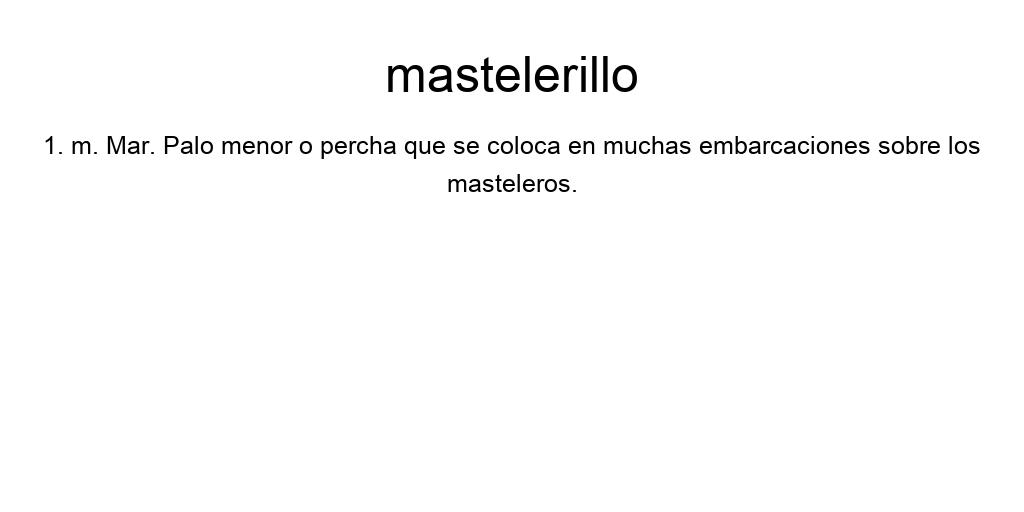 mastelerillo
1. m. Mar. Palo menor o percha que se coloca en muchas embarcaciones sobre los
masteleros.